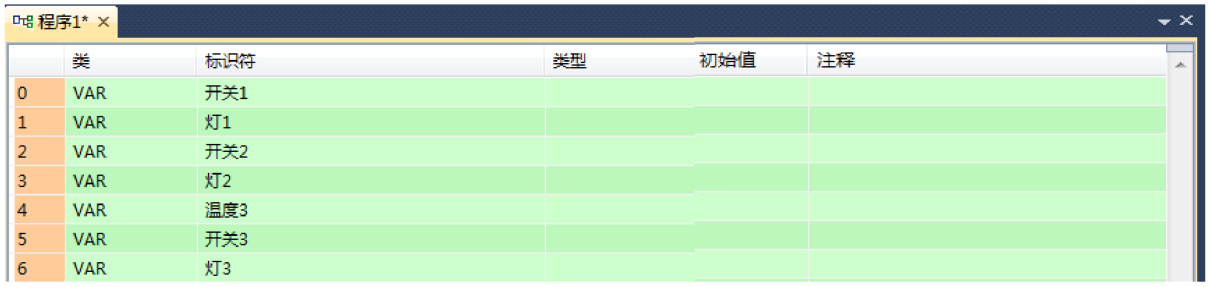 程序1*
类 标识符 类型 初始值 注释
0 VAR 开关1
1 VAR 灯1
2 VAR 开关2
3 VAR 灯2
4 VAR 温度3
5 VAR 开关3
6 VAR 灯3